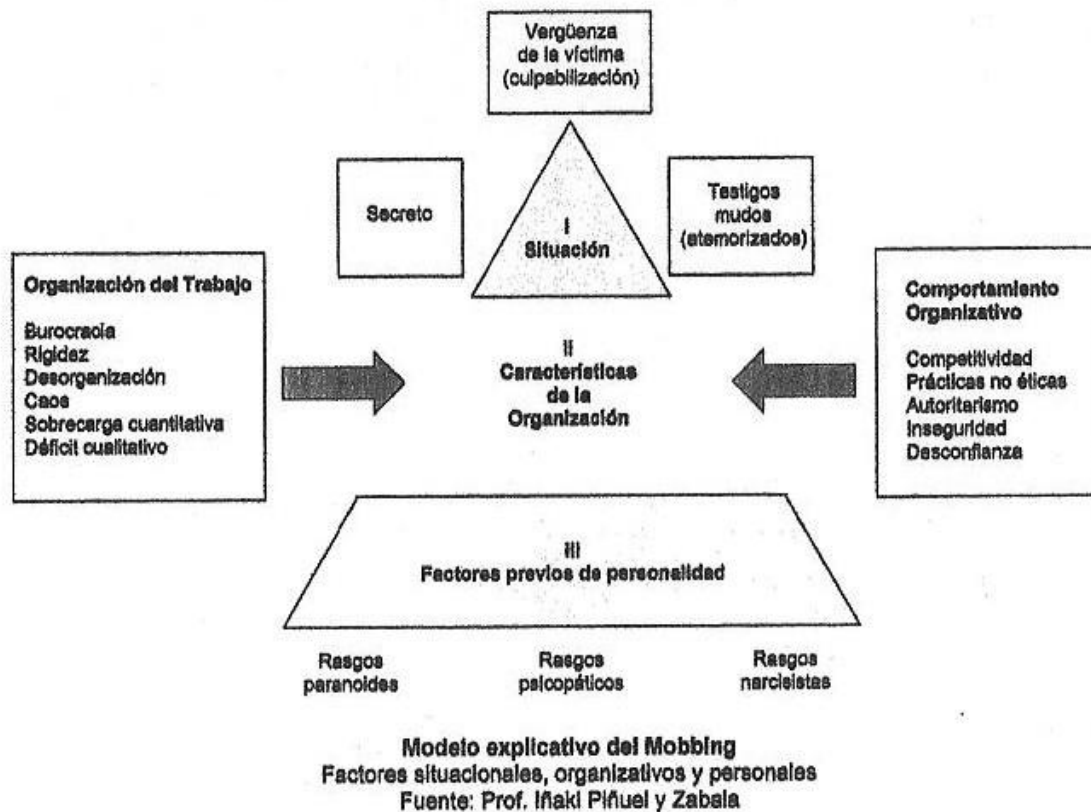 Vergüenza
de la víctima
(culpabilización)
Secreto
Testigos
mudos
(atemorizados)
I
Situación
Organización del Trabajo
Burocracia
Rigidez
Desorganización
Caos
Sobrecarga cuantitativa
Déficit cualitativo
II
Características
de la
Organización
Comportamiento
Organizativo
Competitividad
Prácticas no éticas
Autoritarismo
Inseguridad
Desconfianza
III
Factores previos de personalidad
Rasgos
paranoides
Rasgos
psicopáticos
Rasgos
narcisistas
Modelo explicativo del Mobbing
Factores situacionales, organizativos y personales
Fuente: Prof. Iñaki Piñuel y Zabala